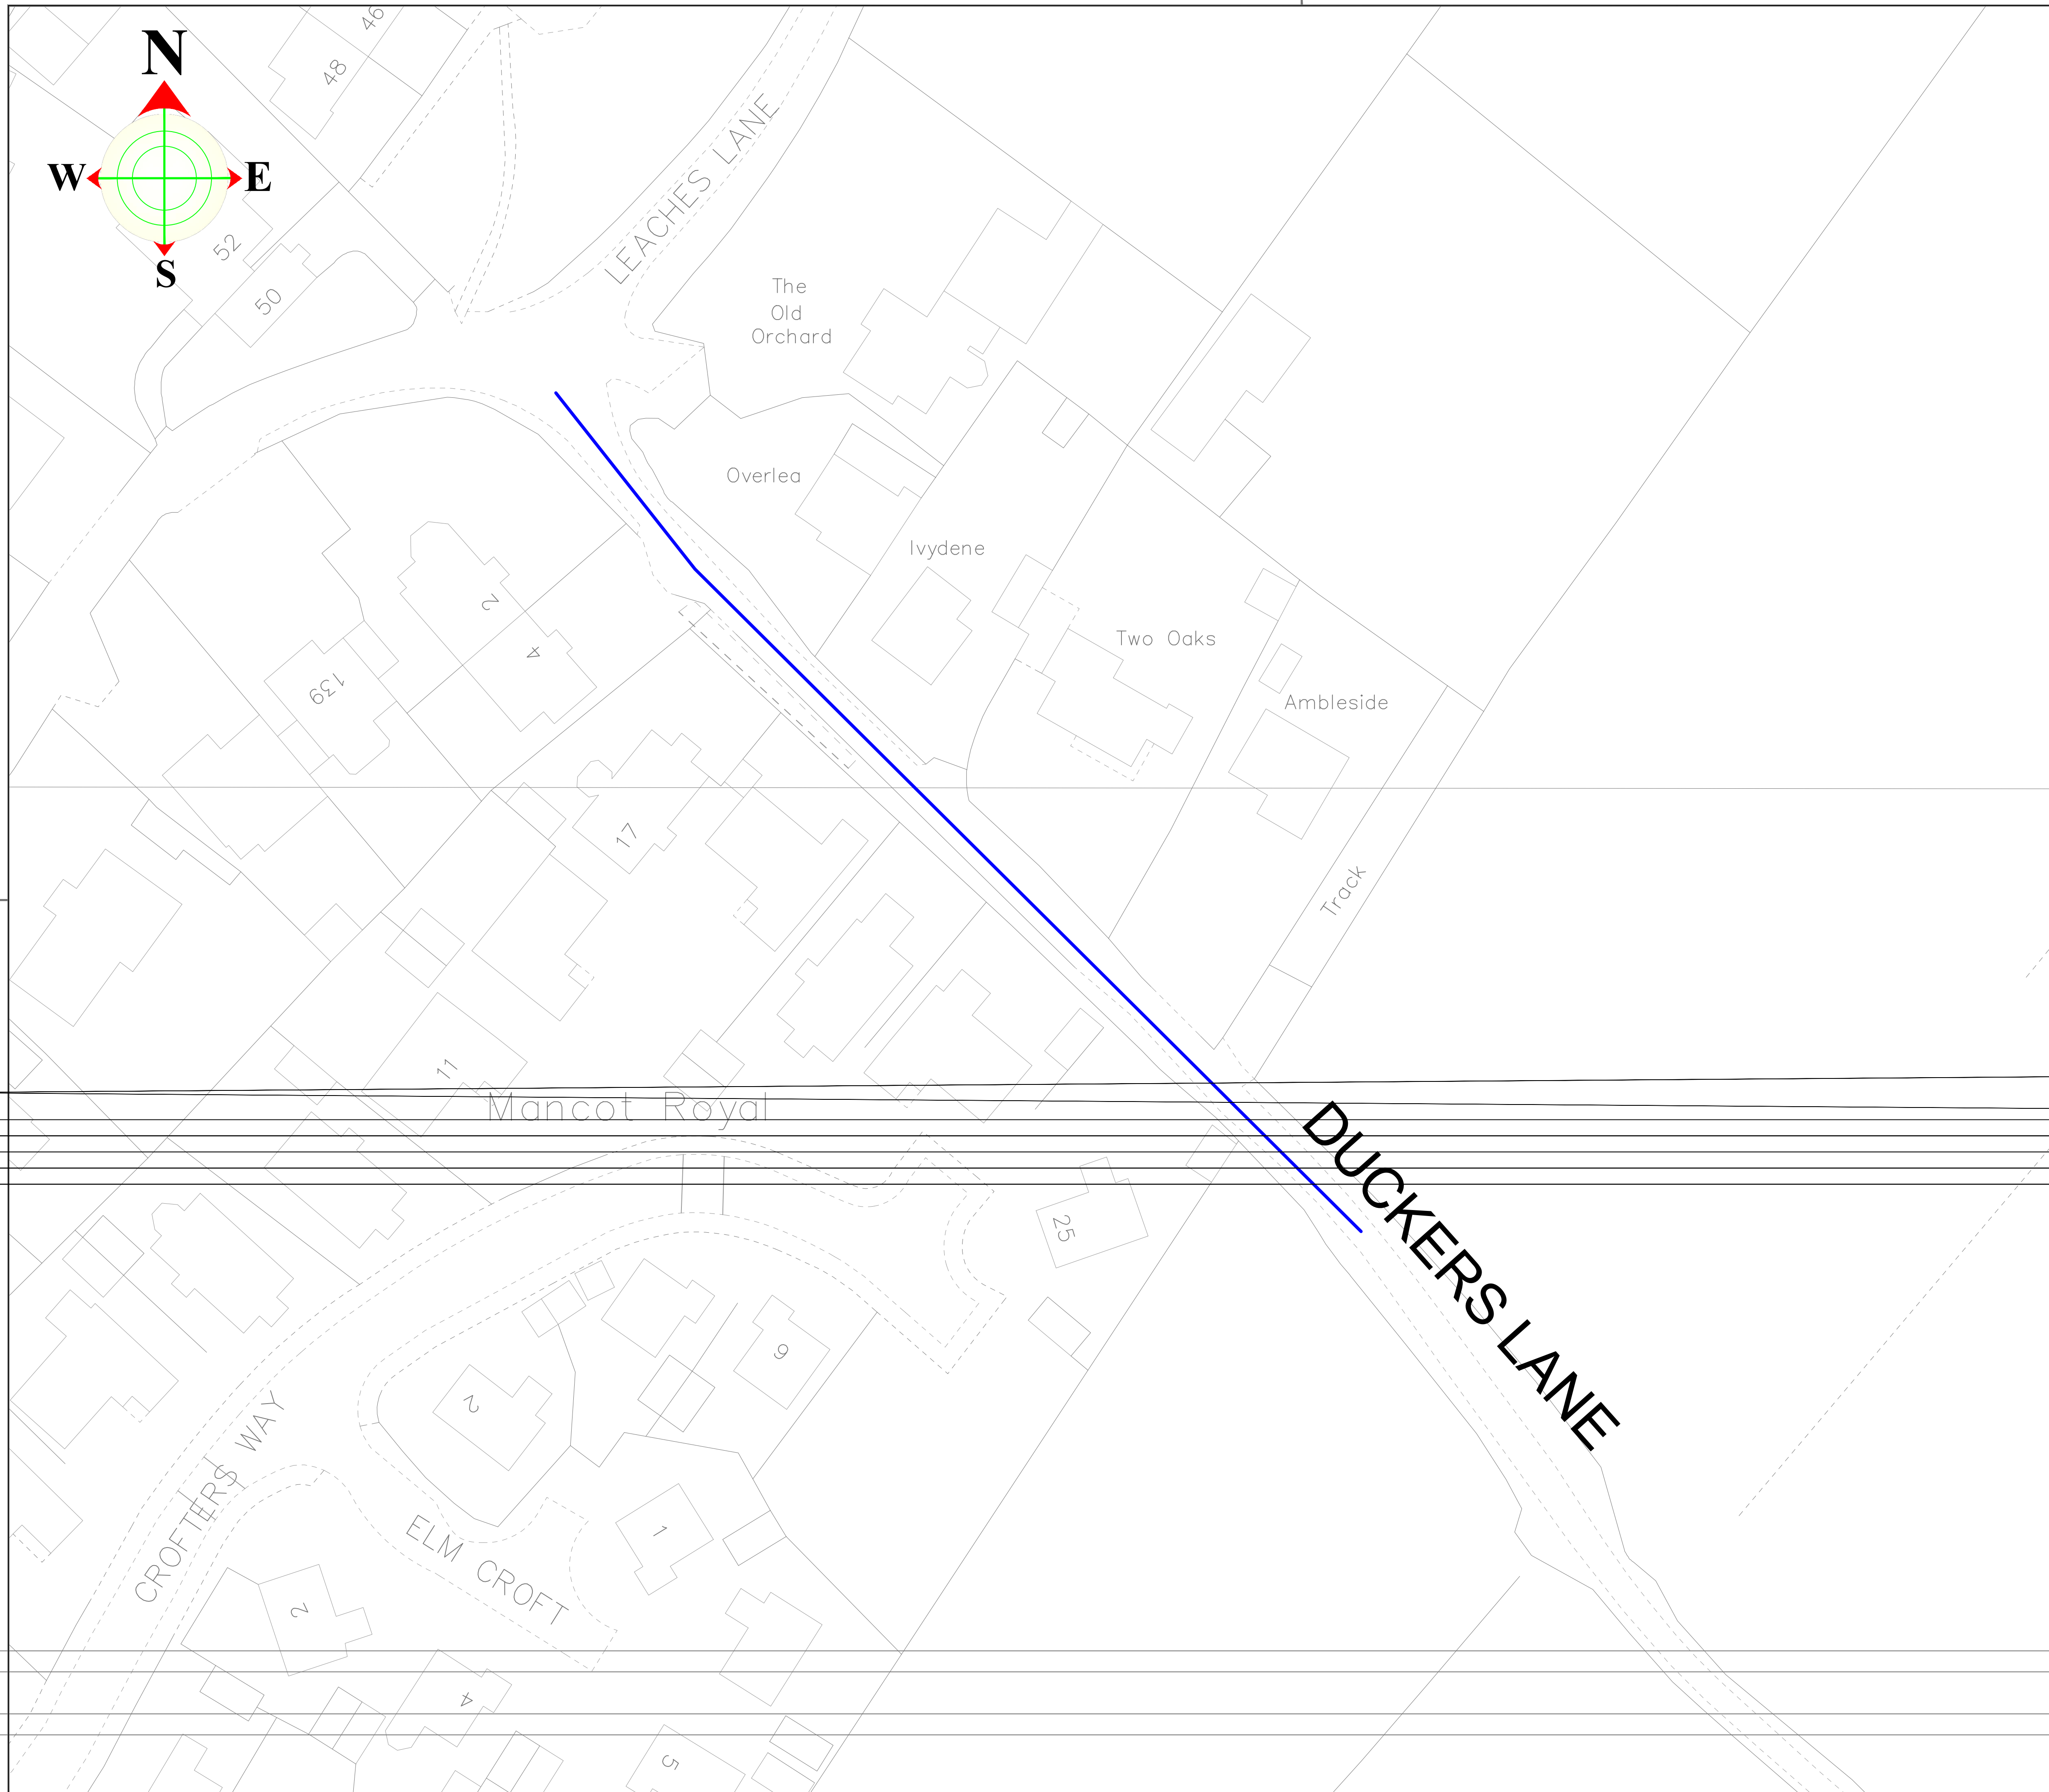 N
46
48
W
E
S
52
50
LEACHES LANE
The
Old
Orchard
Overlea
Ivydene
2
4
139
Two Oaks
Ambleside
17
Track
11
Mancot Royal
DUCKERS LANE
25
9
2
CROFTERS WAY
ELM CROFT
1
2
4
5